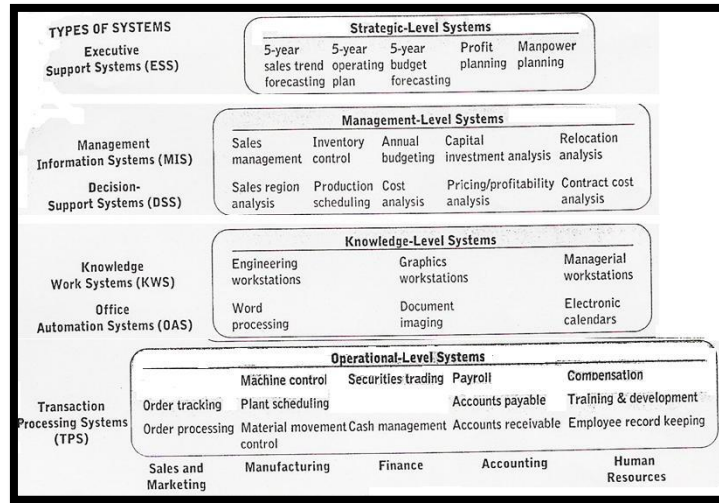 TYPES OF SYSTEMS
Strategic-Level Systems
Executive
Support Systems (ESS)
5-year 5-year 5-year Profit Manpower
sales trend operating budget planning planning
forecasting plan forecasting
Management-Level Systems
Management
Information Systems (MIS)
Sales Inventory Annual Capital Relocation
management control budgeting investment analysis analysis
Decision-
Support Systems (DSS)
Sales region Production Cost Pricing/profitability Contract cost
analysis scheduling analysis analysis analysis
Knowledge-Level Systems
Knowledge
Work Systems (KWS)
Engineering Graphics Managerial
workstations workstations workstations
Office
Automation Systems (OAS)
Word Document Electronic
processing imaging calendars
Operational-Level Systems
Machine control Securities trading Payroll Compensation
Transaction
Processing Systems
(TPS)
Order tracking Plant scheduling Accounts payable Training & development
Order processing Material movement Cash management Accounts receivable Employee record keeping
control
Sales and Manufacturing Finance Accounting Human
Marketing Resources